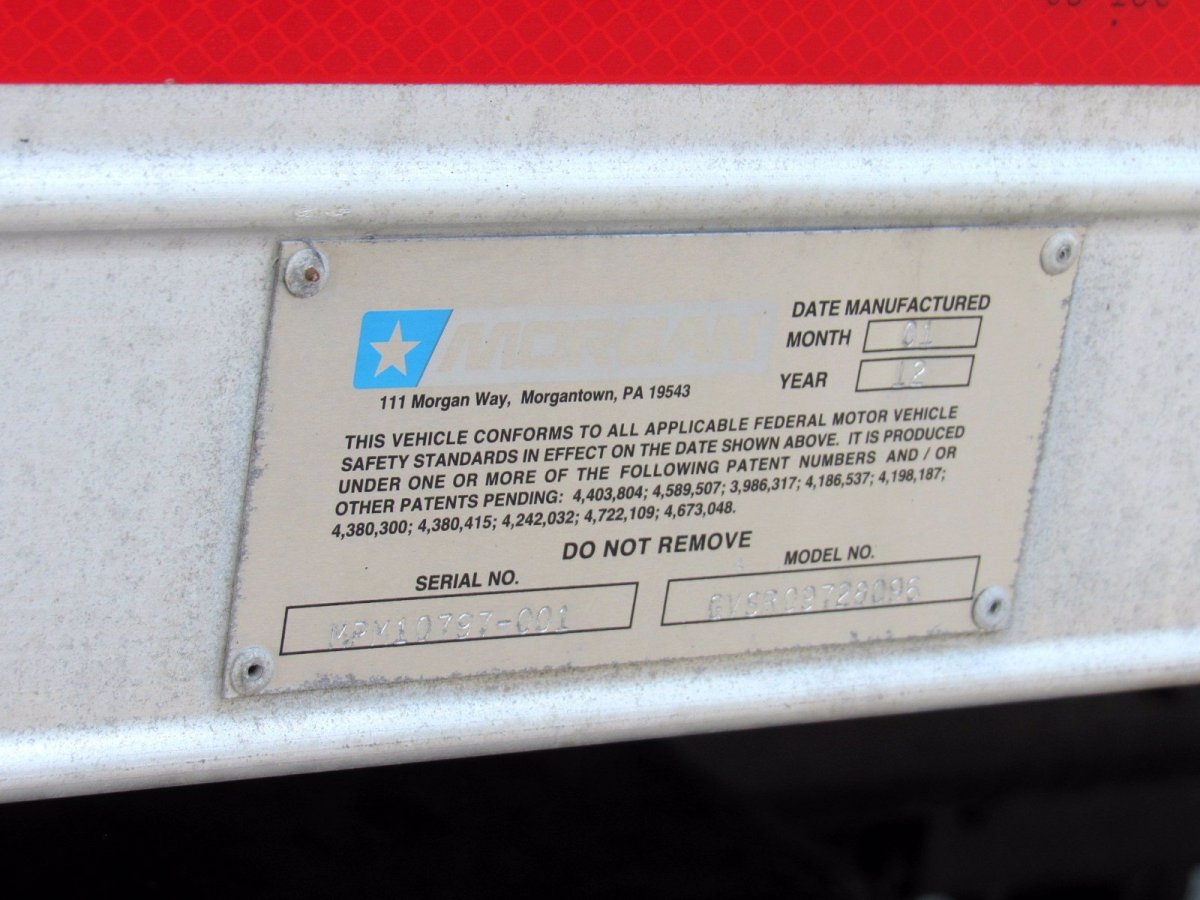 MORGAN
111 Morgan Way, Morgantown, PA 19543
DATE MANUFACTURED
MONTH 01
YEAR 12
THIS VEHICLE CONFORMS TO ALL APPLICABLE FEDERAL MOTOR VEHICLE
SAFETY STANDARDS IN EFFECT ON THE DATE SHOWN ABOVE. IT IS PRODUCED
UNDER ONE OR MORE OF THE FOLLOWING PATENT NUMBERS AND / OR
OTHER PATENTS PENDING: 4,403,804; 4,589,507; 3,986,317; 4,186,537; 4,198,187;
4,380,300; 4,380,415; 4,242,032; 4,722,109; 4,673,048.
DO NOT REMOVE
SERIAL NO.
MODEL NO.